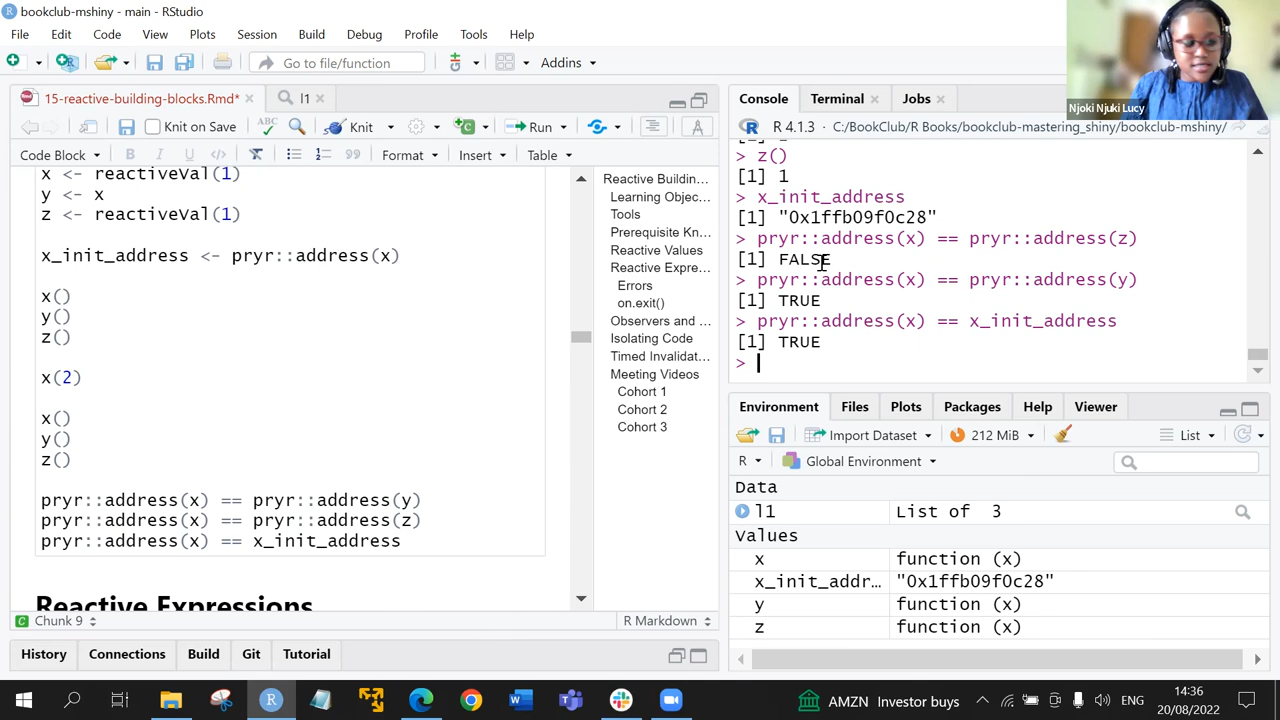 bookclub-mshiny - main - RStudio
File Edit Code View Plots Session Build Debug Profile Tools Help
Go to file/function Addins
15-reactive-building-blocks.Rmd* l1
Knit on Save ABC Knit Run
Code Block B I U Format Insert Table
x <- reactiveVal(1)
y <- x
z <- reactiveVal(1)
x_init_address <- pryr::address(x)
x()
y()
z()
x(2)
x()
y()
z()
pryr::address(x) == pryr::address(y)
pryr::address(x) == pryr::address(z)
pryr::address(x) == x_init_address
Reactive Expressions
Chunk 9 R Markdown
Reactive Buildin...
Learning Objec...
Tools
Prerequisite Kn...
Reactive Values
Reactive Expre...
Errors
on.exit()
Observers and ...
Isolating Code
Timed Invalidat...
Meeting Videos
Cohort 1
Cohort 2
Cohort 3
History Connections Build Git Tutorial
Njoki Njuki Lucy
Console Terminal Jobs
R 4.1.3 · C:/BookClub/R Books/bookclub-mastering_shiny/bookclub-mshiny/
> z()
[1] 1
> x_init_address
[1] "0x1ffb09f0c28"
> pryr::address(x) == pryr::address(z)
[1] FALSE
> pryr::address(x) == pryr::address(y)
[1] TRUE
> pryr::address(x) == x_init_address
[1] TRUE
>
Environment Files Plots Packages Help Viewer
Import Dataset 212 MiB List
R Global Environment
Data
l1 List of 3
Values
x function (x)
x_init_addr... "0x1ffb09f0c28"
y function (x)
z function (x)
AMZN Investor buys ENG 14:36
20/08/2022